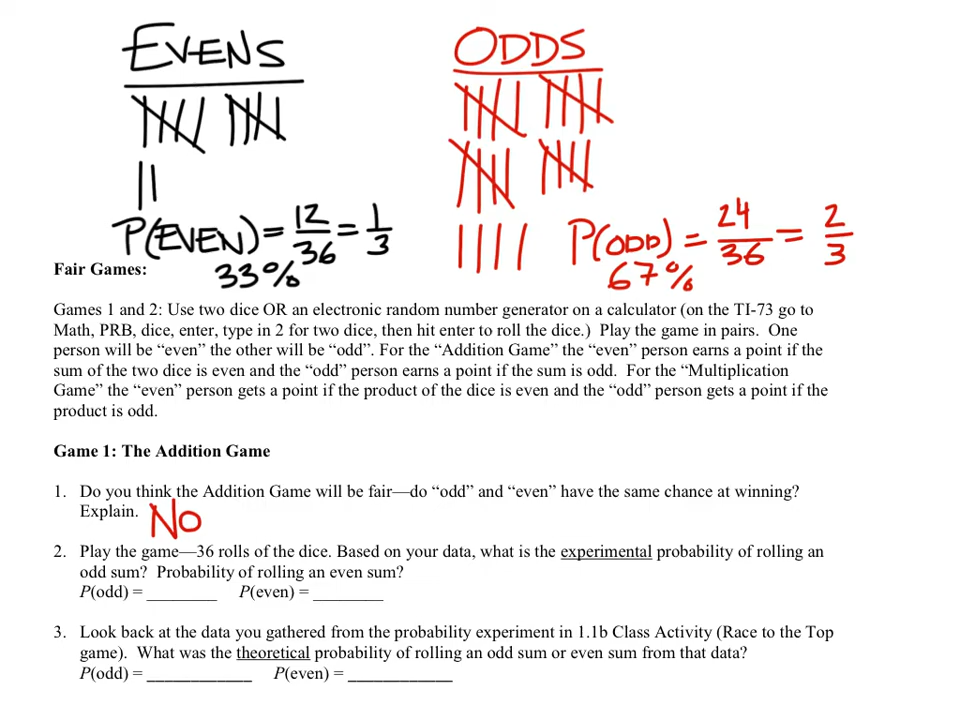 EVENS
ODDS
P(EVEN) = 12/36 = 1/3
33%
P(ODD) = 24/36 = 2/3
67%
Fair Games:
Games 1 and 2: Use two dice OR an electronic random number generator on a calculator (on the TI-73 go to
Math, PRB, dice, enter, type in 2 for two dice, then hit enter to roll the dice.) Play the game in pairs. One
person will be “even” the other will be “odd”. For the “Addition Game” the “even” person earns a point if the
sum of the two dice is even and the “odd” person earns a point if the sum is odd. For the “Multiplication
Game” the “even” person gets a point if the product of the dice is even and the “odd” person gets a point if the
product is odd.
Game 1: The Addition Game
1. Do you think the Addition Game will be fair—do “odd” and “even” have the same chance at winning?
Explain. NO
2. Play the game—36 rolls of the dice. Based on your data, what is the experimental probability of rolling an
odd sum? Probability of rolling an even sum?
P(odd) = ________ P(even) = ________
3. Look back at the data you gathered from the probability experiment in 1.1b Class Activity (Race to the Top
game). What was the theoretical probability of rolling an odd sum or even sum from that data?
P(odd) = ____________ P(even) = ____________